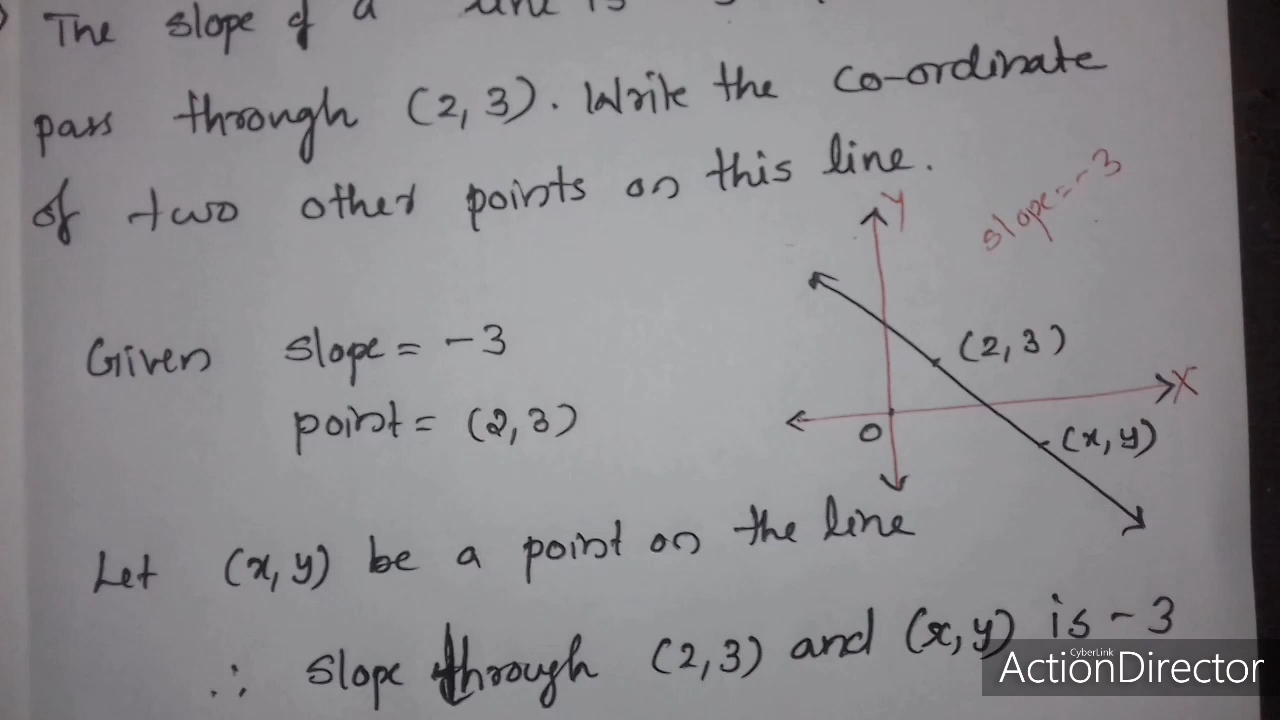 The slope of a line is
pass through (2, 3). Write the co-ordinate
of two other points on this line.
Y
slope = -3
Given slope = -3
(2, 3)
X
point = (2, 3)
O
(x, y)
Let (x, y) be a point on the line
∴ slope through (2, 3) and (x, y) is -3
CyberLink
ActionDirector